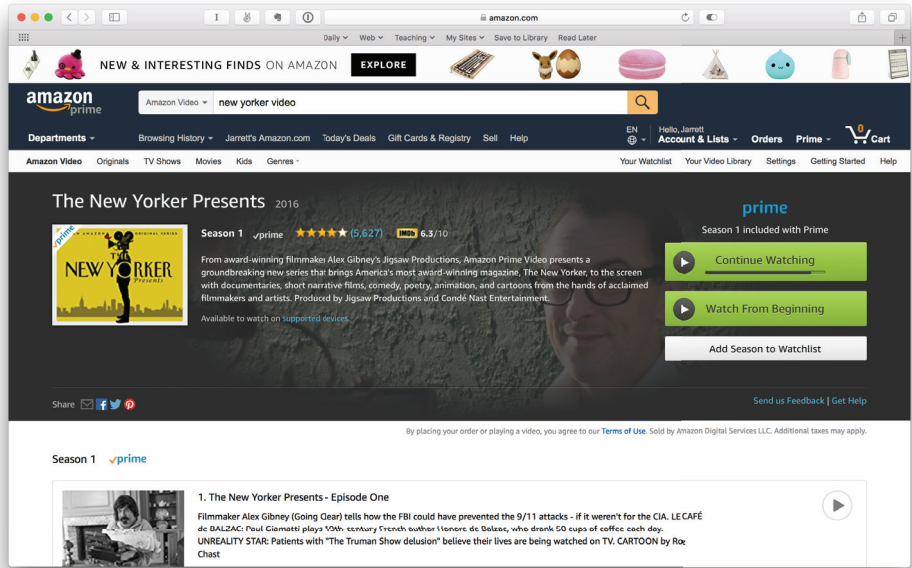 amazon.com
Daily Web Teaching My Sites Save to Library Read Later
NEW & INTERESTING FINDS ON AMAZON EXPLORE
amazon prime
Amazon Video new yorker video
Departments Browsing History Jarrett's Amazon.com Today's Deals Gift Cards & Registry Sell Help
EN Hello, Jarrett Account & Lists Orders Prime 0 Cart
Amazon Video Originals TV Shows Movies Kids Genres Your Watchlist Your Video Library Settings Getting Started Help
The New Yorker Presents 2016
prime
Season 1 included with Prime
Continue Watching
Watch From Beginning
Add Season to Watchlist
prime
THE NEW YORKER Presents
Season 1 prime (5,627) IMDb 6.3/10
From award-winning filmmaker Alex Gibney's Jigsaw Productions, Amazon Prime Video presents a
groundbreaking new series that brings America's most award-winning magazine, The New Yorker, to the screen
with documentaries, short narrative films, comedy, poetry, animation, and cartoons from the hands of acclaimed
filmmakers and artists. Produced by Jigsaw Productions and Condé Nast Entertainment.
Available to watch on supported devices.
Share
Send us Feedback | Get Help
By placing your order or playing a video, you agree to our Terms of Use. Sold by Amazon Digital Services LLC. Additional taxes may apply.
Season 1 prime
1. The New Yorker Presents - Episode One
Filmmaker Alex Gibney (Going Clear) tells how the FBI could have prevented the 9/11 attacks - if it weren't for the CIA. LE CAFÉ
de BALZAC: Paul Giamatti plays 19th-century French author Honore de Balzac, who drank 50 cups of coffee each day.
UNREALITY STAR: Patients with "The Truman Show delusion" believe their lives are being watched on TV. CARTOON by Roz
Chast